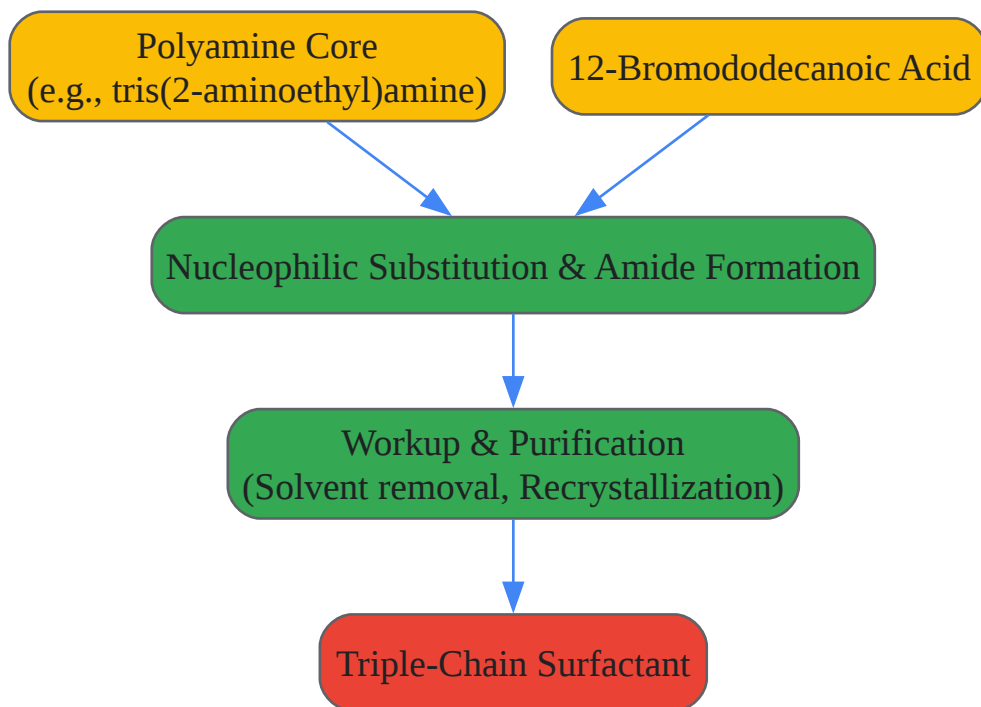 Polyamine Core
(e.g., tris(2-aminoethyl)amine)
12-Bromododecanoic Acid
Nucleophilic Substitution & Amide Formation
Workup & Purification
(Solvent removal, Recrystallization)
Triple-Chain Surfactant